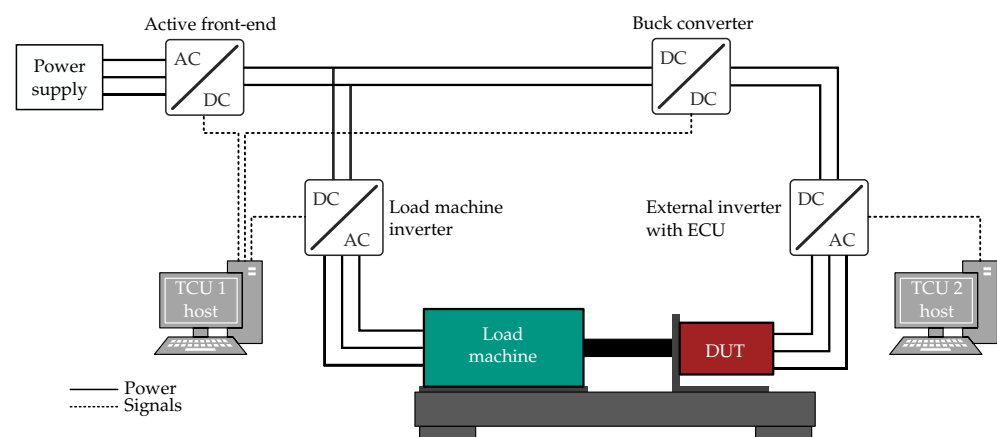 Active front-end
Buck converter
Power
supply
AC
DC
DC
DC
DC
AC
Load machine
inverter
External inverter
with ECU
DC
AC
TCU 1
host
TCU 2
host
Load
machine
DUT
Power
Signals